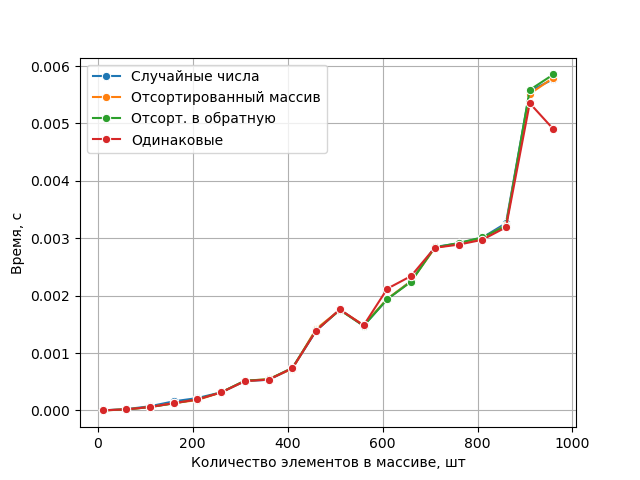 0.006
0.005
0.004
0.003
0.002
0.001
0.000
Время, с
Случайные числа
Отсортированный массив
Отсорт. в обратную
Одинаковые
0 200 400 600 800 1000
Количество элементов в массиве, шт